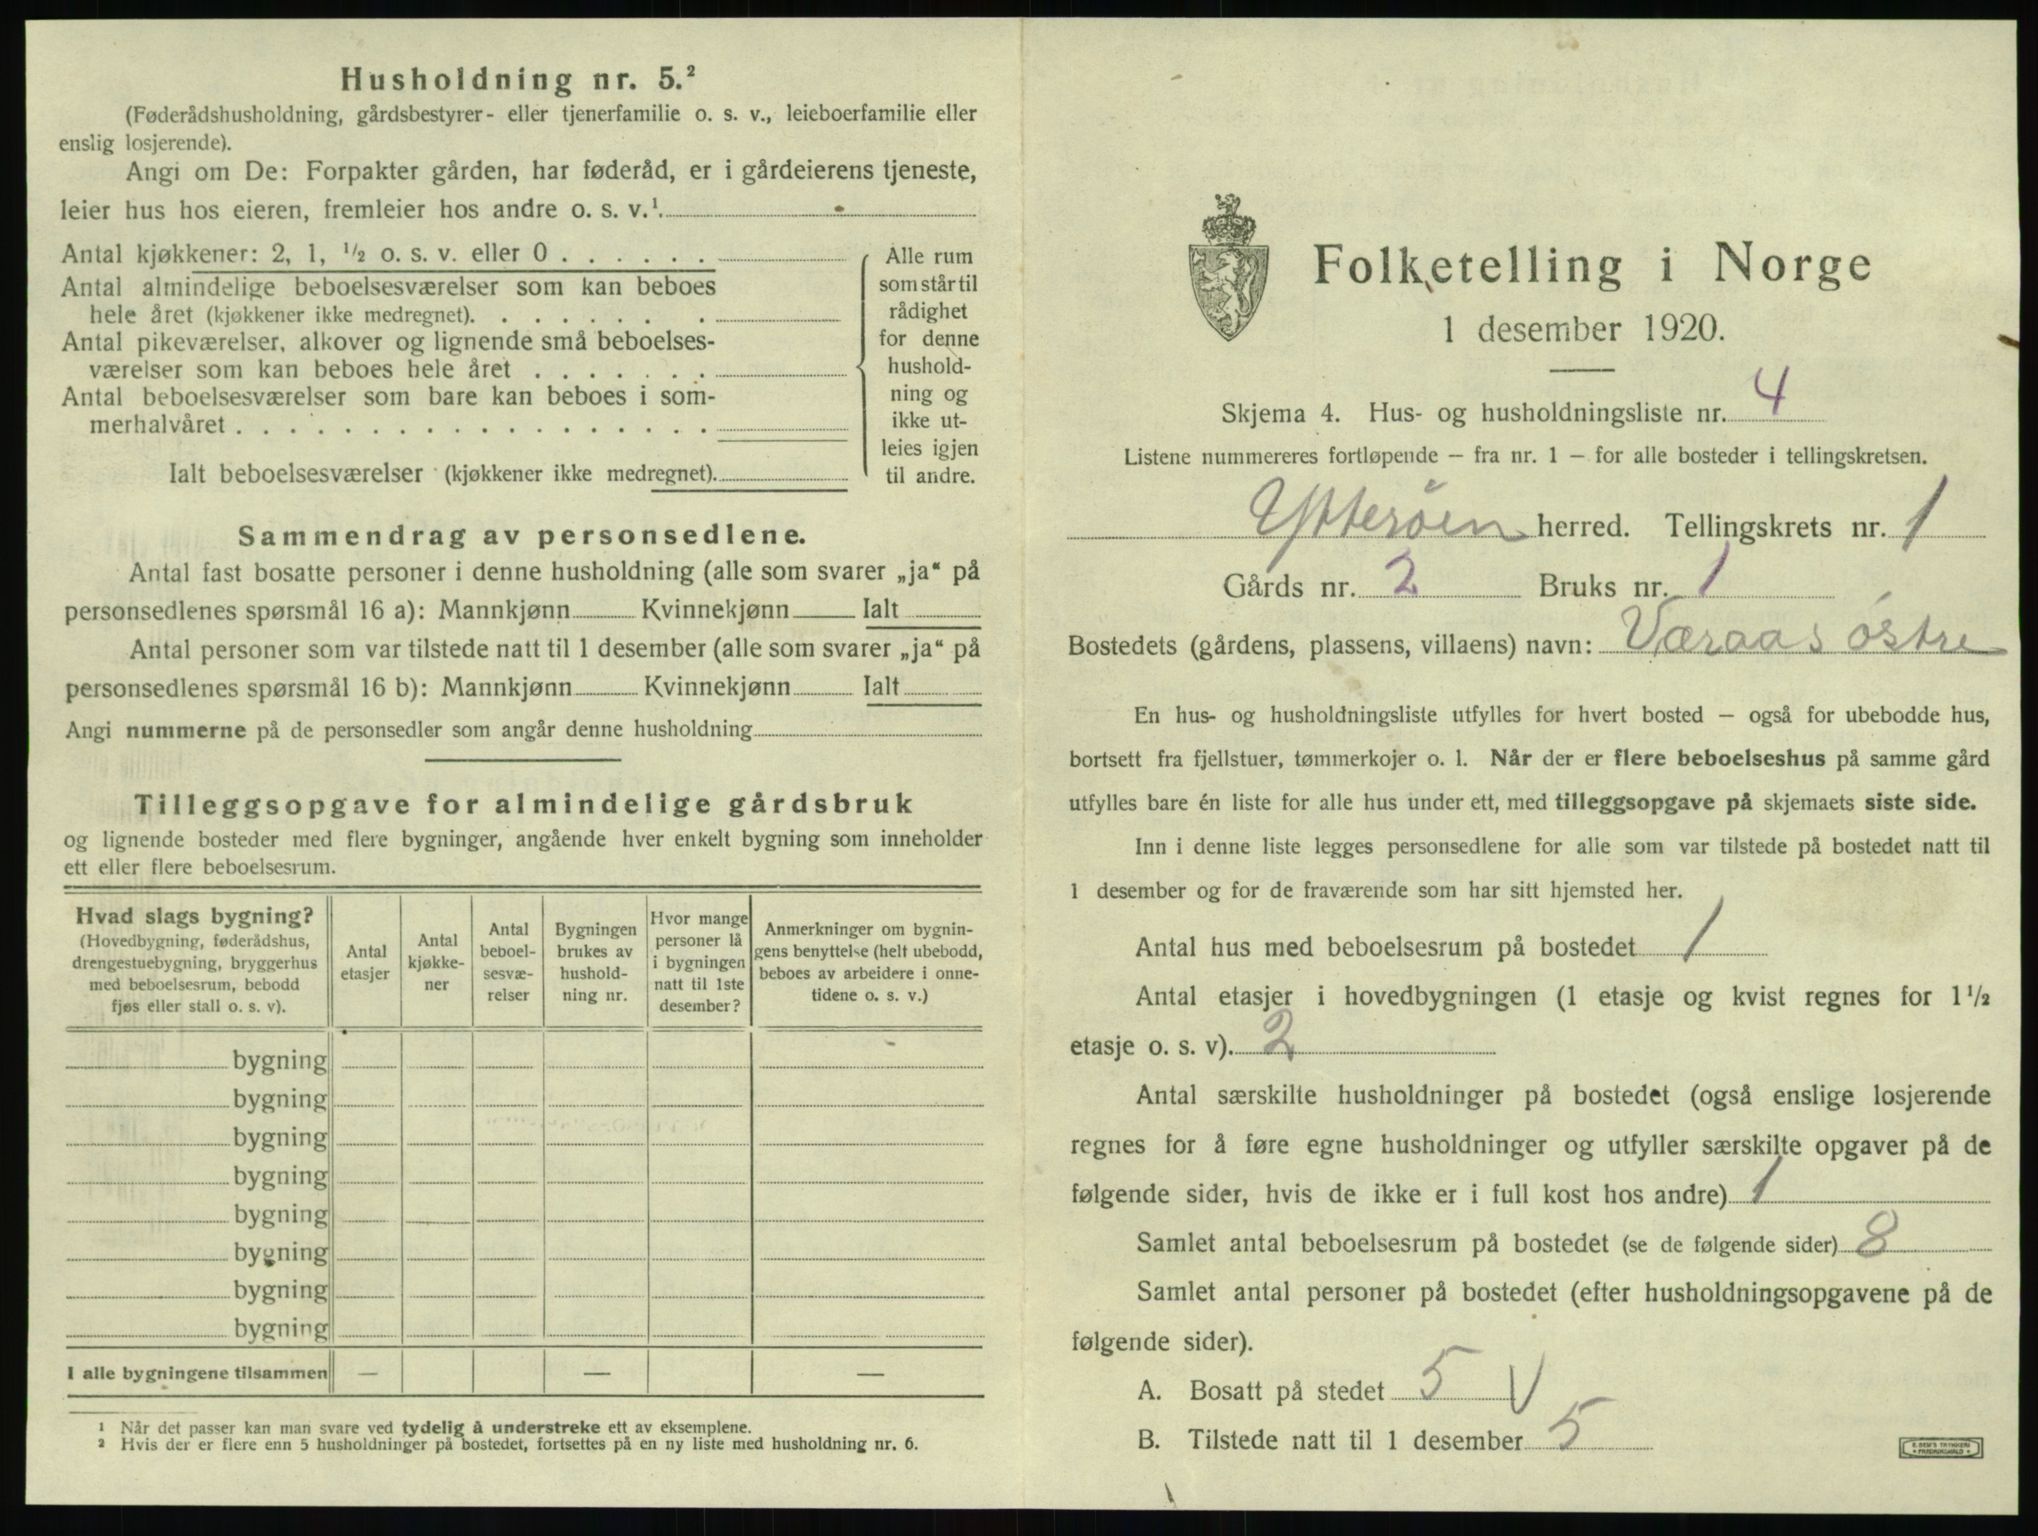 Husholdning nr. 5.²
(Føderådshusholdning, gårdsbestyrer- eller tjenerfamilie o. s. v., leieboerfamilie eller
enslig losjerende).
Angi om De: Forpakter gården, har føderåd, er i gårdeierens tjeneste,
leier hus hos eieren, fremleier hos andre o. s. v.¹
Antal kjøkkener: 2, 1, ½ o. s. v. eller 0 . . . . . .
Antal almindelige beboelsesværelser som kan beboes
hele året (kjøkkener ikke medregnet). . . . . . . .
Antal pikeværelser, alkover og lignende små beboelses-
værelser som kan beboes hele året . . . . . . .
Antal beboelsesværelser som bare kan beboes i som-
merhalvåret . . . . . . . . . . . . . . . . . .
Ialt beboelsesværelser (kjøkkener ikke medregnet).
Alle rum
som står til
rådighet
for denne
hushold-
ning og
ikke ut-
leies igjen
til andre.
Sammendrag av personsedlene.
Antal fast bosatte personer i denne husholdning (alle som svarer „ja“ på
personsedlenes spørsmål 16 a): Mannkjønn Kvinnekjønn Ialt
Antal personer som var tilstede natt til 1 desember (alle som svarer „ja“ på
personsedlenes spørsmål 16 b): Mannkjønn Kvinnekjønn Ialt
Angi nummerne på de personsedler som angår denne husholdning
Tilleggsopgave for almindelige gårdsbruk
og lignende bosteder med flere bygninger, angående hver enkelt bygning som inneholder
ett eller flere beboelsesrum.
Hvad slags bygning?
(Hovedbygning, føderådshus,
drengestuebygning, bryggerhus
med beboelsesrum, bebodd
fjøs eller stall o. s. v).
Antal
etasjer
Antal
kjøkke-
ner
Antal
beboel-
sesvæ-
relser
Bygningen
brukes av
hushold-
ning nr.
Hvor mange
personer lå
i bygningen
natt til 1ste
desember?
Anmerkninger om bygnin-
gens benyttelse (helt ubebodd,
beboes av arbeidere i onne-
tidene o. s. v.)
bygning
bygning
bygning
bygning
bygning
bygning
bygning
bygning
I alle bygningene tilsammen — — —
¹ Når det passer kan man svare ved tydelig å understreke ett av eksemplene.
² Hvis der er flere enn 5 husholdninger på bostedet, fortsettes på en ny liste med husholdning nr. 6.
Folketelling i Norge
1 desember 1920.
Skjema 4. Hus- og husholdningsliste nr. 4
Listene nummereres fortløpende – fra nr. 1 – for alle bosteder i tellingskretsen.
Ytterøen herred. Tellingskrets nr. 1
Gårds nr. 2 Bruks nr. 1
Bostedets (gårdens, plassens, villaens) navn: Væraas østre
En hus- og husholdningsliste utfylles for hvert bosted – også for ubebodde hus,
bortsett fra fjellstuer, tømmerkojer o. l. Når der er flere beboelseshus på samme gård
utfylles bare én liste for alle hus under ett, med tilleggsopgave på skjemaets siste side.
Inn i denne liste legges personsedlene for alle som var tilstede på bostedet natt til
1 desember og for de fraværende som har sitt hjemsted her.
Antal hus med beboelsesrum på bostedet 1
Antal etasjer i hovedbygningen (1 etasje og kvist regnes for 1½
etasje o. s. v). 2
Antal særskilte husholdninger på bostedet (også enslige losjerende
regnes for å føre egne husholdninger og utfyller særskilte opgaver på de
følgende sider, hvis de ikke er i full kost hos andre) 1
Samlet antal beboelsesrum på bostedet (se de følgende sider) 8
Samlet antal personer på bostedet (efter husholdningsopgavene på de
følgende sider).
A. Bosatt på stedet 5 V
B. Tilstede natt til 1 desember 5
E. SEM'S TRYKKERI
FREDRIKSHALD